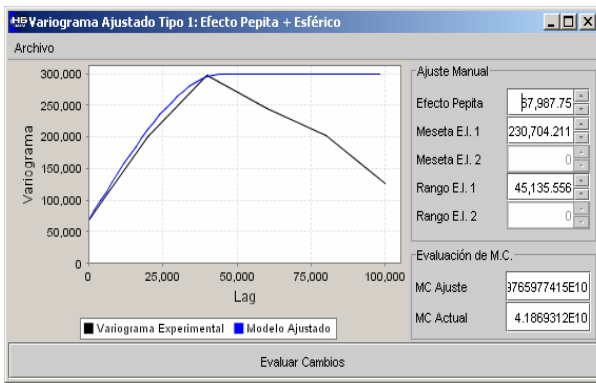 Variograma Ajustado Tipo 1: Efecto Pepita + Esférico
Archivo
300,000
250,000
200,000
150,000
100,000
50,000
0
Variograma
0 25,000 50,000 75,000 100,000
Lag
Variograma Experimental Modelo Ajustado
Ajuste Manual
Efecto Pepita 67,987.75
Meseta E.I. 1 230,704.211
Meseta E.I. 2 0
Rango E.I. 1 45,135.556
Rango E.I. 2 0
Evaluación de M.C.
MC Ajuste 9765977415E10
MC Actual 4.1869312E10
Evaluar Cambios